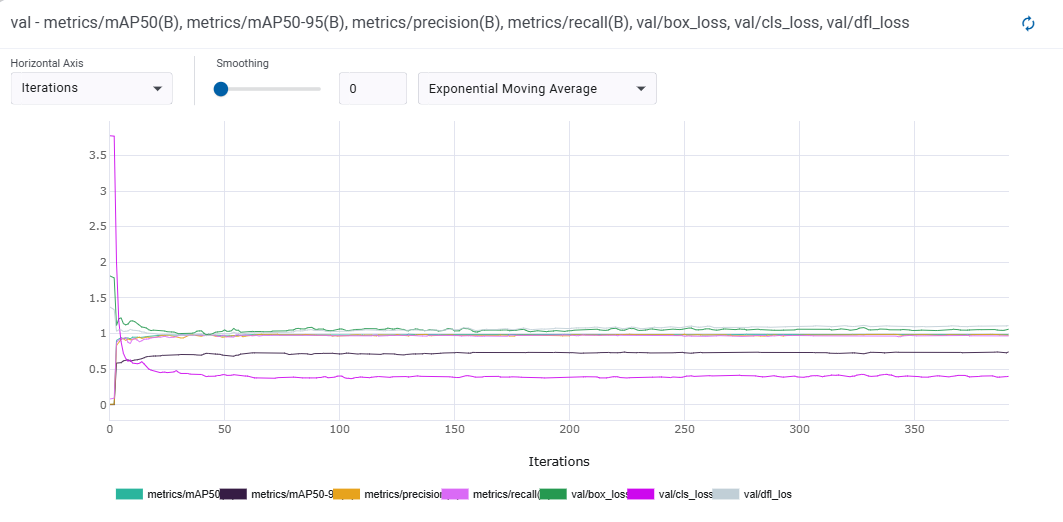 val - metrics/mAP50(B), metrics/mAP50-95(B), metrics/precision(B), metrics/recall(B), val/box_loss, val/cls_loss, val/dfl_loss
Horizontal Axis
Smoothing
Iterations
0
Exponential Moving Average
3.5
3
2.5
2
1.5
1
0.5
0
0 50 100 150 200 250 300 350
Iterations
metrics/mAP50 metrics/mAP50-9 metrics/precision metrics/recall( val/box_loss val/cls_loss val/dfl_los